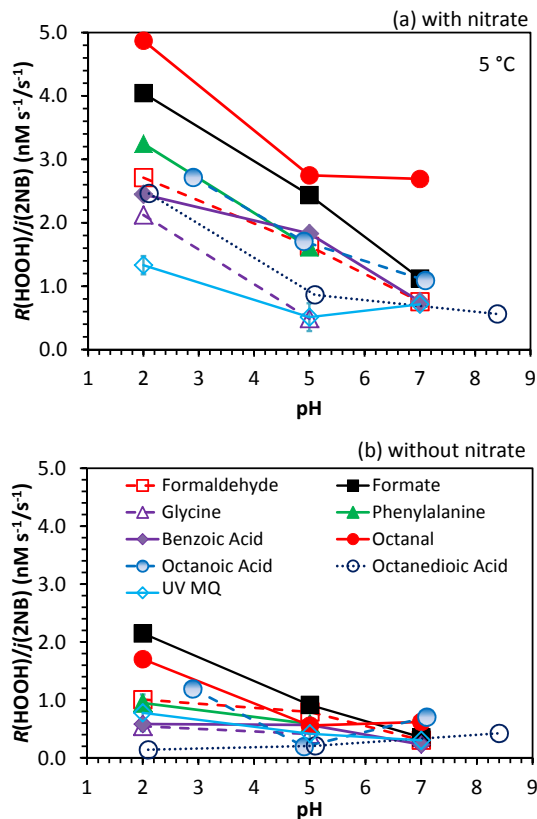 (a) with nitrate
5 °C
R(HOOH)/j(2NB) (nM s⁻¹/s⁻¹)
5.0
4.0
3.0
2.0
1.0
0.0
1 2 3 4 5 6 7 8 9
pH
(b) without nitrate
R(HOOH)/j(2NB) (nM s⁻¹/s⁻¹)
5.0
4.0
3.0
2.0
1.0
0.0
Formaldehyde Formate
Glycine Phenylalanine
Benzoic Acid Octanal
Octanoic Acid Octanedioic Acid
UV MQ
1 2 3 4 5 6 7 8 9
pH